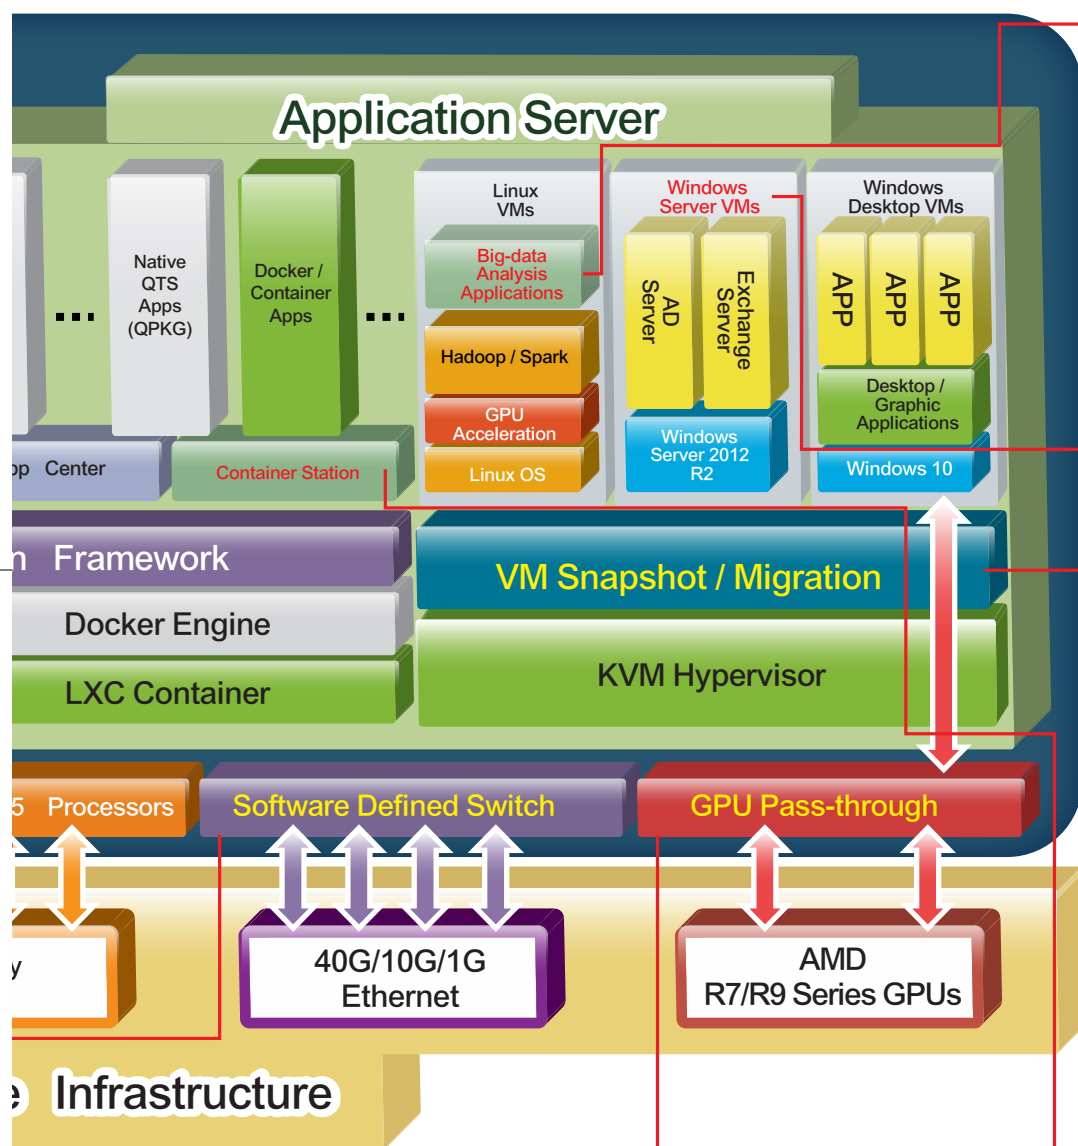 Application Server
Native
QTS
Apps
(QPKG)
...
Docker /
Container
Apps
...
Linux
VMs
Big-data
Analysis
Applications
Hadoop / Spark
GPU
Acceleration
Linux OS
Windows
Server VMs
AD
Server
Exchange
Server
Windows
Server 2012
R2
Windows
Desktop VMs
APP
APP
APP
Desktop /
Graphic
Applications
Windows 10
Center
Container Station
Framework
Docker Engine
LXC Container
VM Snapshot / Migration
KVM Hypervisor
5 Processors
Software Defined Switch
GPU Pass-through
y
40G/10G/1G
Ethernet
AMD
R7/R9 Series GPUs
e Infrastructure